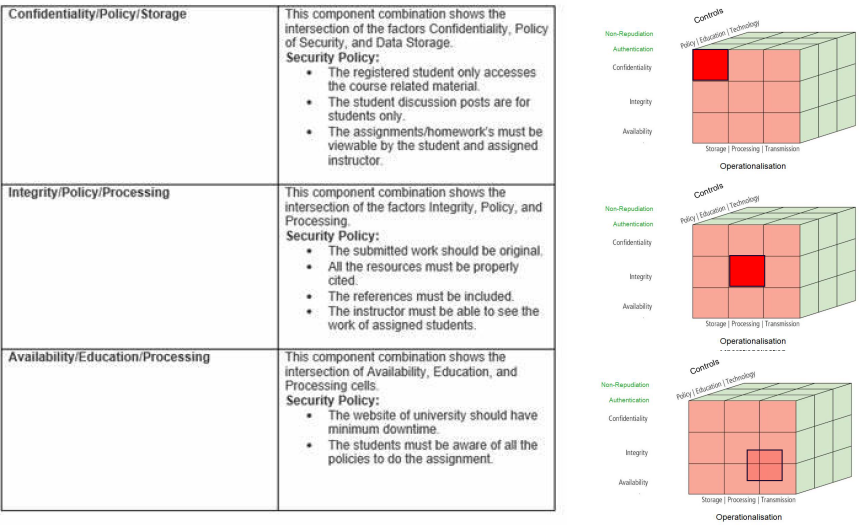 Confidentiality/Policy/Storage
This component combination shows the
intersection of the factors Confidentiality, Policy
of Security, and Data Storage.
Security Policy:
• The registered student only accesses
the course related material.
• The student discussion posts are for
students only.
• The assignments/homework's must be
viewable by the student and assigned
instructor.
Controls
Policy | Education | Technology
Non-Repudiation
Authentication
Confidentiality
Integrity
Availability
Storage | Processing | Transmission
Operationalisation
Integrity/Policy/Processing
This component combination shows the
intersection of the factors Integrity, Policy, and
Processing.
Security Policy:
• The submitted work should be original.
• All the resources must be properly
cited.
• The references must be included.
• The instructor must be able to see the
work of assigned students.
Controls
Policy | Education | Technology
Non-Repudiation
Authentication
Confidentiality
Integrity
Availability
Storage | Processing | Transmission
Operationalisation
Availability/Education/Processing
This component combination shows the
intersection of Availability, Education, and
Processing cells.
Security Policy:
• The website of university should have
minimum downtime.
• The students must be aware of all the
policies to do the assignment.
Controls
Policy | Education | Technology
Non-Repudiation
Authentication
Confidentiality
Integrity
Availability
Storage | Processing | Transmission
Operationalisation